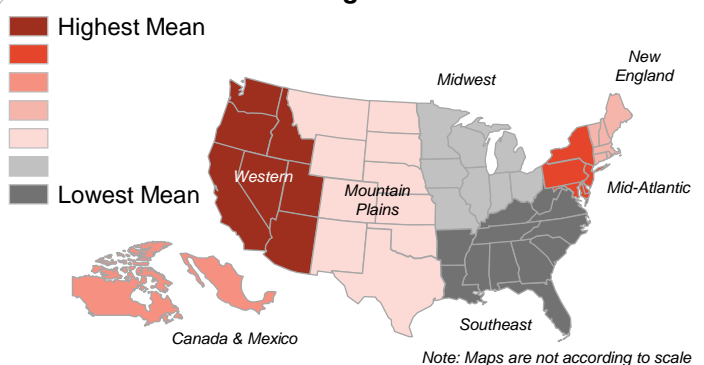 Highest Mean
New
England
Midwest
Western
Mountain
Plains
Mid-Atlantic
Lowest Mean
Southeast
Canada & Mexico
Note: Maps are not according to scale